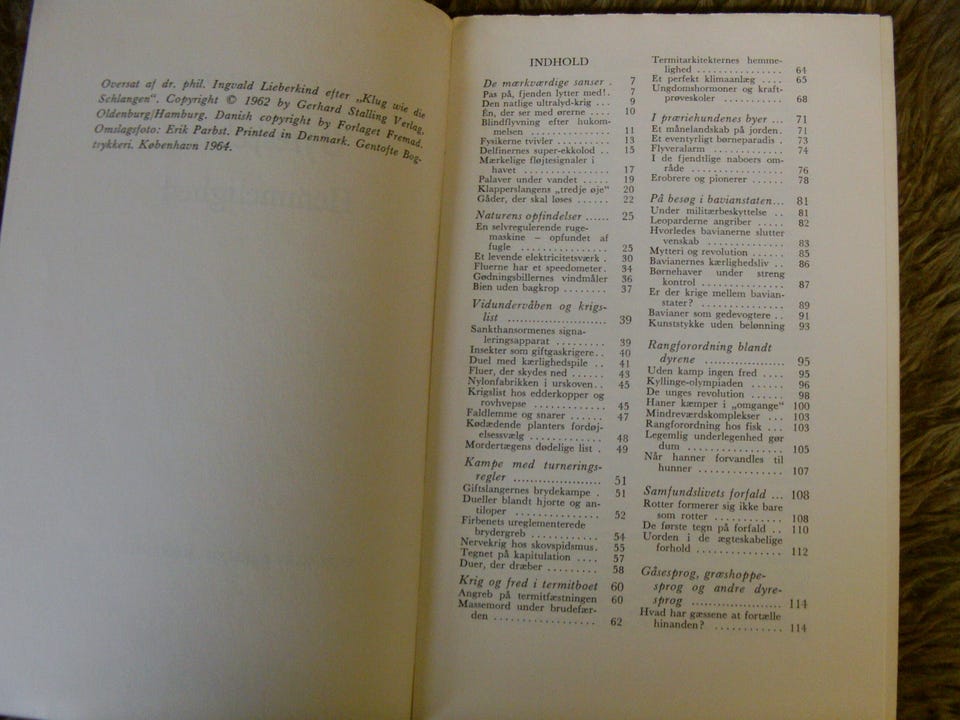 Oversat af dr. phil. Ingvald Lieberkind efter „Klug wie die
Schlangen“. Copyright © 1962 by Gerhard Stalling Verlag,
Oldenburg/Hamburg. Danish copyright by Forlaget Fremad.
Omslagsfoto: Erik Parbst. Printed in Denmark. Gentofte Bog-
trykkeri. København 1964.
INDHOLD
De mærkværdige sanser . 7
Pas på, fjenden lytter med!. 7
Den natlige ultralyd-krig ... 9
En, der ser med ørerne .... 10
Blindflyvning efter hukom-
melsen ............ 11
Fysikerne tvivler .......... 13
Delfinernes super-ekkolod .. 15
Mærkelige fløjtesignaler i
havet ............ 17
Palaver under vandet ..... 19
Klapperslangens „tredje øje“ 20
Gåder, der skal løses ...... 22
Naturens opfindelser ...... 25
En selvregulerende ruge-
maskine – opfundet af
fugle ............ 25
Et levende elektricitetsværk . 30
Fluerne har et speedometer. 34
Gødningsbillernes vindmåler 36
Bien uden bagkrop ....... 37
Vidundervåben og krigs-
list ...................... 39
Sankthansormenes signa-
leringsapparat ......... 39
Insekter som giftgaskrigere.. 40
Duel med kærlighedspile .. 41
Fluer, der skydes ned ...... 43
Nylonfabrikken i urskoven.. 45
Krigslist hos edderkopper og
rovhvepse ............ 45
Faldlemme og snarer ...... 47
Kødædende planters fordøj-
elsessvælg ............ 48
Mordertægens dødelige list . 49
Kampe med turnerings-
regler .................... 51
Giftslangernes brydekampe . 51
Dueller blandt hjorte og an-
tiloper .............. 52
Firbenets ureglementerede
brydergreb ............ 54
Nervekrig hos skovspidsmus. 55
Tegnet på kapitulation .... 57
Duer, der dræber ......... 58
Krig og fred i termitboet 60
Angreb på termitfæstningen 60
Massemord under brudefær-
den .................. 62
Termitarkitekternes hemme-
lighed ................ 64
Et perfekt klimaanlæg .... 65
Ungdomshormoner og kraft-
prøveskoler ............ 68
I præriehundenes byer ... 71
Et månelandskab på jorden. 71
Et eventyrligt børneparadis . 73
Flyveralarm ............. 74
I de fjendtlige naboers om-
råde ................ 76
Erobrere og pionerer ...... 78
På besøg i bavianstaten... 81
Under militærbeskyttelse .. 81
Leoparderne angriber ..... 82
Hvorledes bavianerne slutter
venskab .............. 83
Mytteri og revolution ...... 85
Bavianernes kærlighedsliv .. 86
Børnehaver under streng
kontrol .............. 87
Er der krige mellem bavian-
stater? ................ 89
Bavianer som gedevogtere .. 91
Kunststykke uden belønning 93
Rangforordning blandt
dyrene .................. 95
Uden kamp ingen fred .... 95
Kyllinge-olympiaden ...... 96
De unges revolution ....... 98
Haner kæmper i „omgange“ 100
Mindreværdskomplekser ... 103
Rangforordning hos fisk ... 103
Legemlig underlegenhed gør
dum .................. 105
Når hanner forvandles til
hunner ............... 107
Samfundslivets forfald ... 108
Rotter formerer sig ikke bare
som rotter ............ 108
De første tegn på forfald .. 110
Uorden i de ægteskabelige
forhold ............... 112
Gåsesprog, græshoppe-
sprog og andre dyre-
sprog .................... 114
Hvad har gæssene at fortælle
hinanden? ............. 114